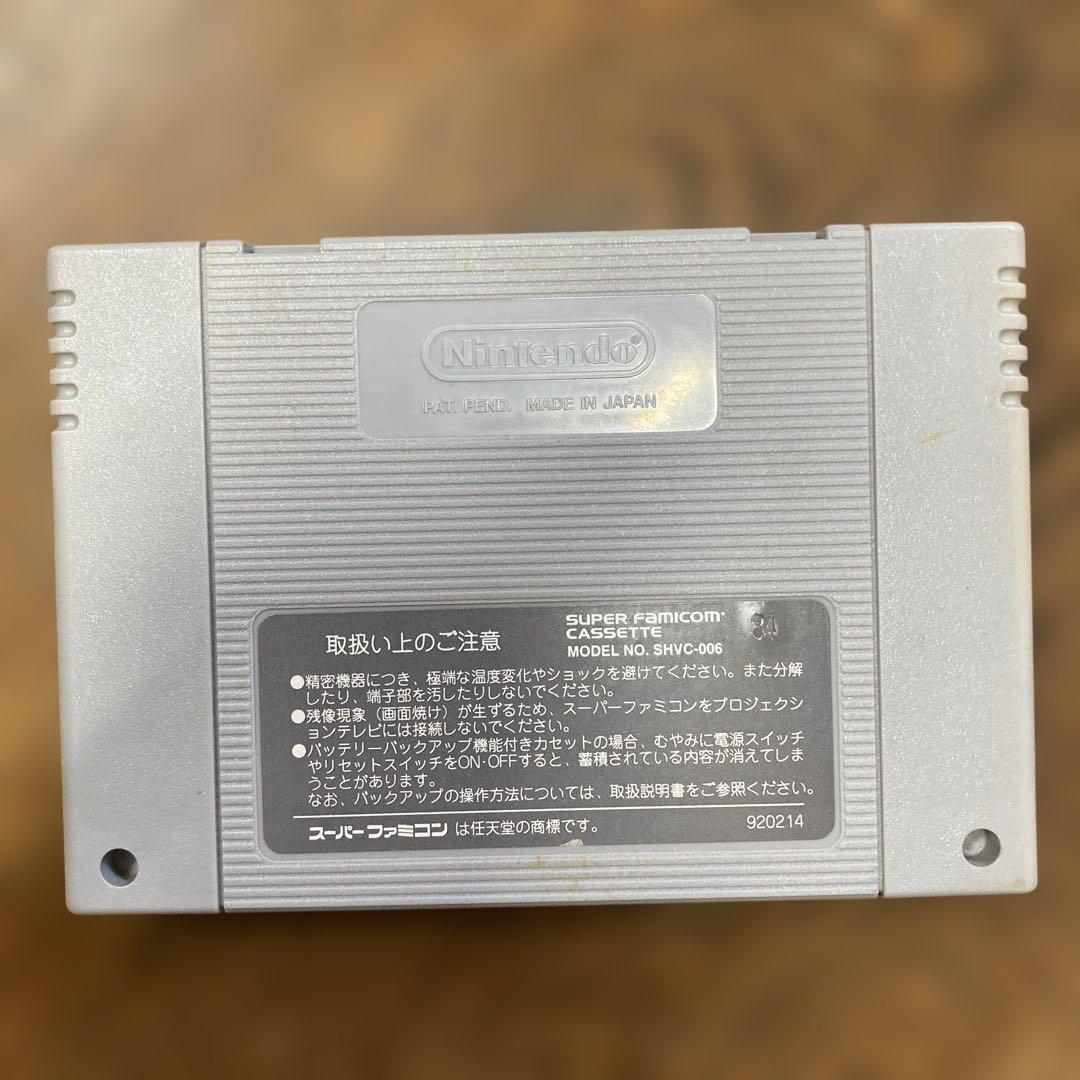 Nintendo®
PAT. PEND. MADE IN JAPAN
取扱い上のご注意
SUPER FAMICOM®
CASSETTE
MODEL NO. SHVC-006
34
●精密機器につき、極端な温度変化やショックを避けてください。また分解
したり、端子部を汚したりしないでください。
●残像現象（画面焼け）が生ずるため、スーパーファミコンをプロジェクシ
ョンテレビには接続しないでください。
●バッテリーバックアップ機能付きカセットの場合、むやみに電源スイッチ
やリセットスイッチをON・OFFすると、蓄積されている内容が消えてしま
うことがあります。
なお、バックアップの操作方法については、取扱説明書をご参照ください。
スーパーファミコン は任天堂の商標です。
920214